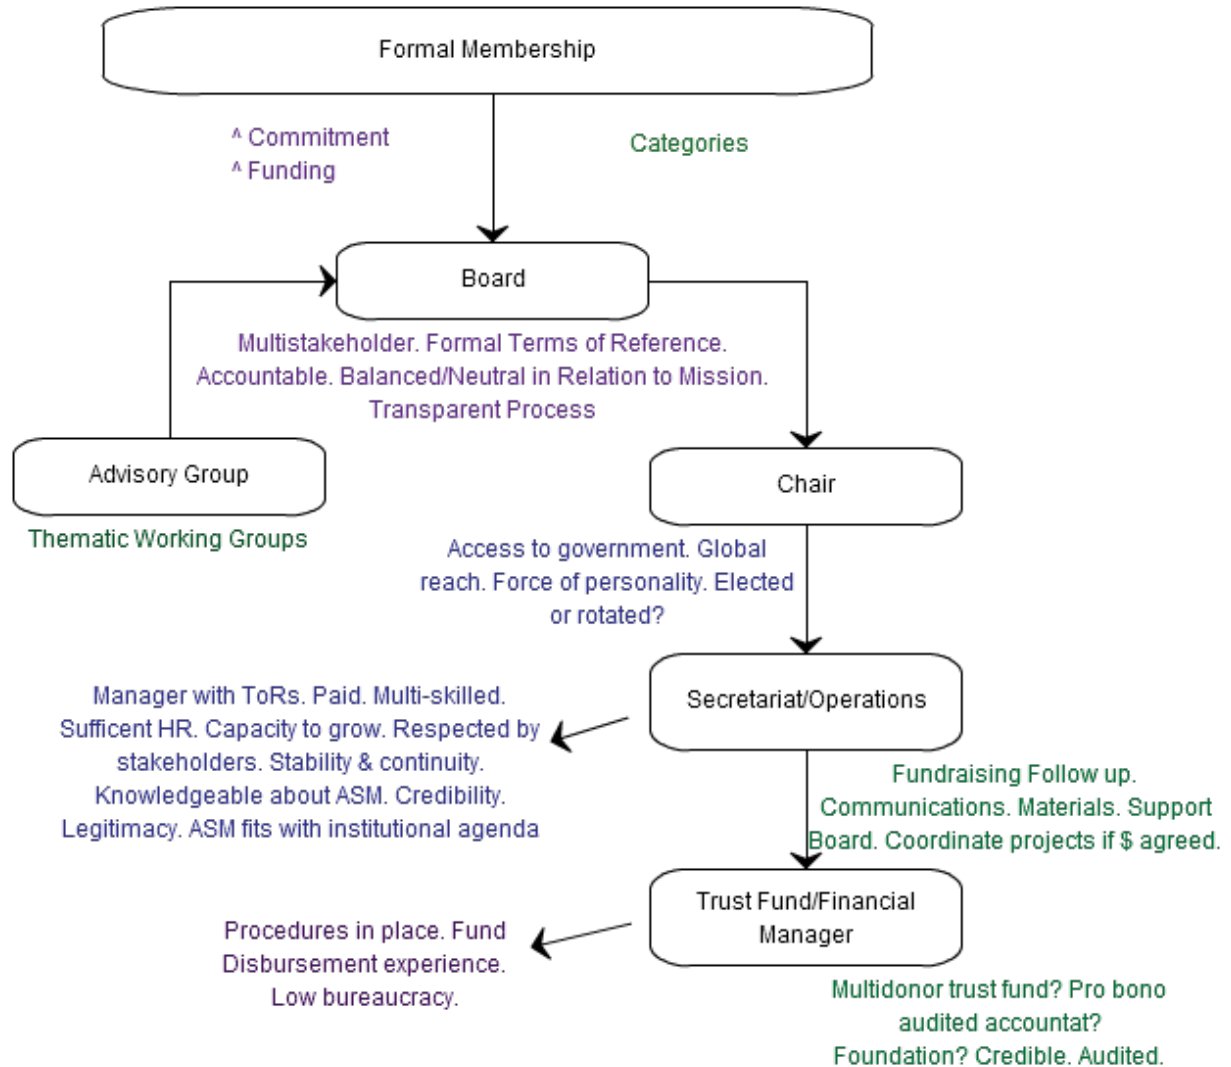 Formal Membership
^ Commitment
^ Funding
Categories
Board
Multistakeholder. Formal Terms of Reference.
Accountable. Balanced/Neutral in Relation to Mission.
Transparent Process
Advisory Group
Thematic Working Groups
Chair
Access to government. Global
reach. Force of personality. Elected
or rotated?
Secretariat/Operations
Manager with ToRs. Paid. Multi-skilled.
Sufficent HR. Capacity to grow. Respected by
stakeholders. Stability & continuity.
Knowledgeable about ASM. Credibility.
Legitimacy. ASM fits with institutional agenda
Fundraising Follow up.
Communications. Materials. Support
Board. Coordinate projects if $ agreed.
Trust Fund/Financial
Manager
Procedures in place. Fund
Disbursement experience.
Low bureaucracy.
Multidonor trust fund? Pro bono
audited accountat?
Foundation? Credible. Audited.